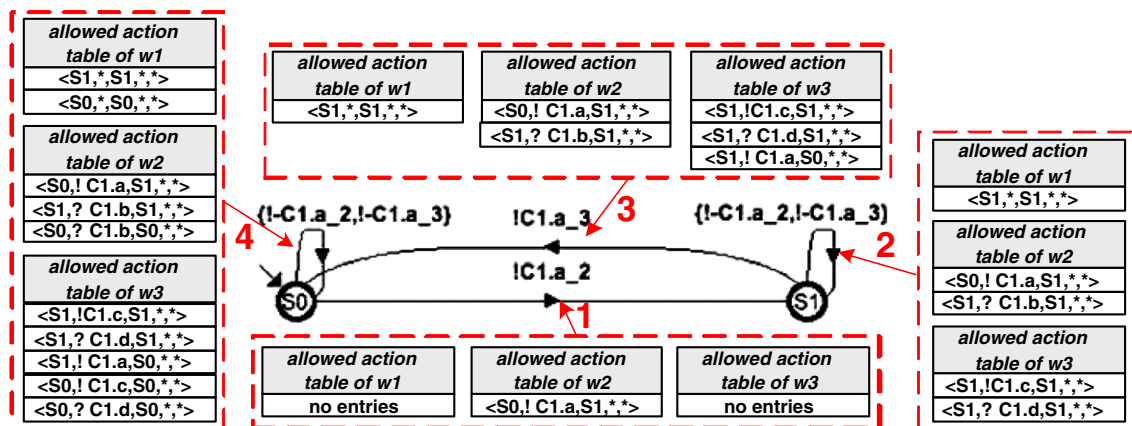 allowed action
table of w1
<S1,*,S1,*,*>
<S0,*,S0,*,*>
allowed action
table of w2
<S0,! C1.a,S1,*,*>
<S1,? C1.b,S1,*,*>
<S0,? C1.b,S0,*,*>
allowed action
table of w3
<S1,!C1.c,S1,*,*>
<S1,? C1.d,S1,*,*>
<S1,! C1.a,S0,*,*>
<S0,! C1.c,S0,*,*>
<S0,? C1.d,S0,*,*>
allowed action
table of w1
<S1,*,S1,*,*>
allowed action
table of w2
<S0,! C1.a,S1,*,*>
<S1,? C1.b,S1,*,*>
allowed action
table of w3
<S1,!C1.c,S1,*,*>
<S1,? C1.d,S1,*,*>
<S1,! C1.a,S0,*,*>
{!-C1.a_2,!-C1.a_3}
4
!C1.a_3
3
{!-C1.a_2,!-C1.a_3)
2
!C1.a_2
S0
S1
1
allowed action
table of w1
no entries
allowed action
table of w2
<S0,! C1.a,S1,*,*>
allowed action
table of w3
no entries
allowed action
table of w1
<S1,*,S1,*,*>
allowed action
table of w2
<S0,! C1.a,S1,*,*>
<S1,? C1.b,S1,*,*>
allowed action
table of w3
<S1,!C1.c,S1,*,*>
<S1,? C1.d,S1,*,*>